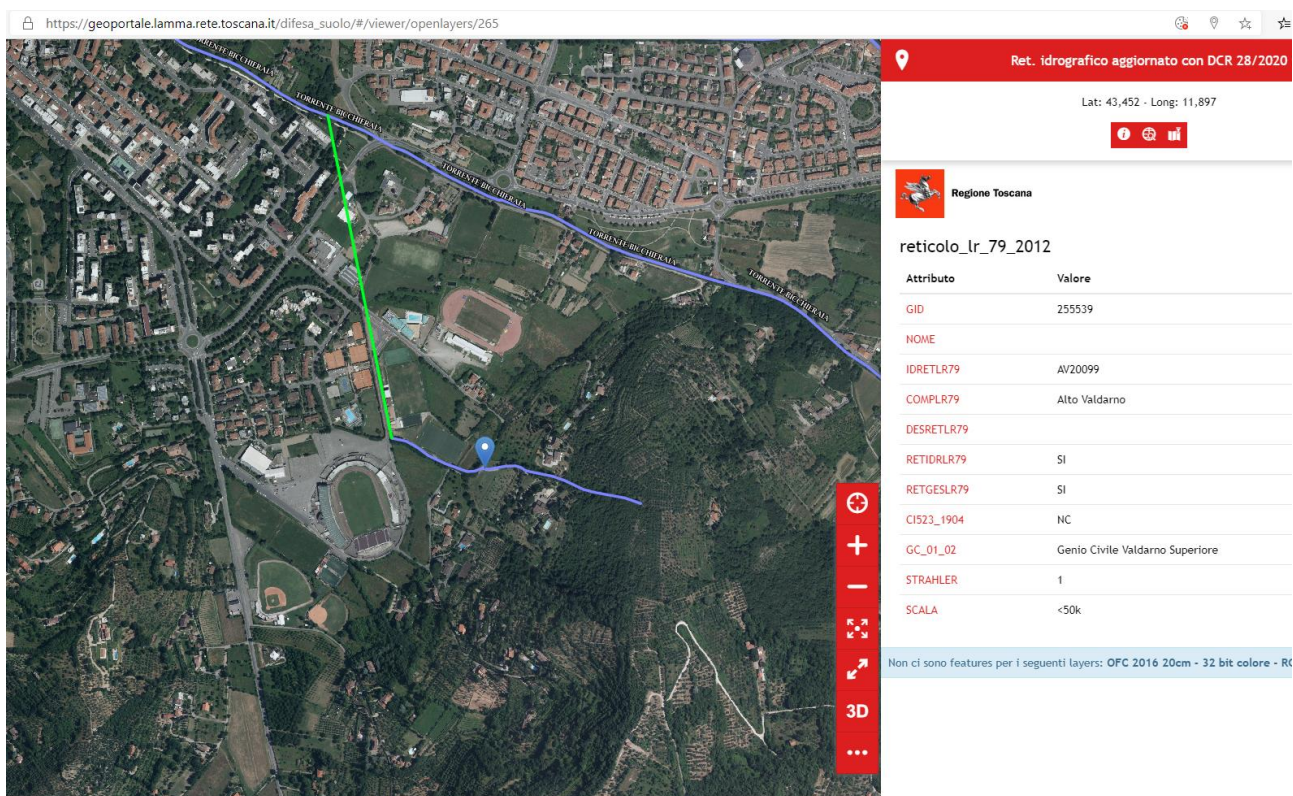 https://geoportale.lamma.rete.toscana.it/difesa_suolo/#/viewer/openlayers/265
TORRENTE BICCHIERAIA
TORRENTE BICCHIERAIA
TORRENTE BICCHIERAIA
TORRENTE BICCHIERAIA
TORRENTE BICCHIERAIA
3D
Ret. idrografico aggiornato con DCR 28/2020
Lat: 43,452 - Long: 11,897
Regione Toscana
reticolo_lr_79_2012
Attributo Valore
GID 255539
NOME
IDRETLR79 AV20099
COMPLR79 Alto Valdarno
DESRETLR79
RETIDRLR79 SI
RETGESLR79 SI
CI523_1904 NC
GC_01_02 Genio Civile Valdarno Superiore
STRAHLER 1
SCALA <50k
Non ci sono features per i seguenti layers: OFC 2016 20cm - 32 bit colore - RG